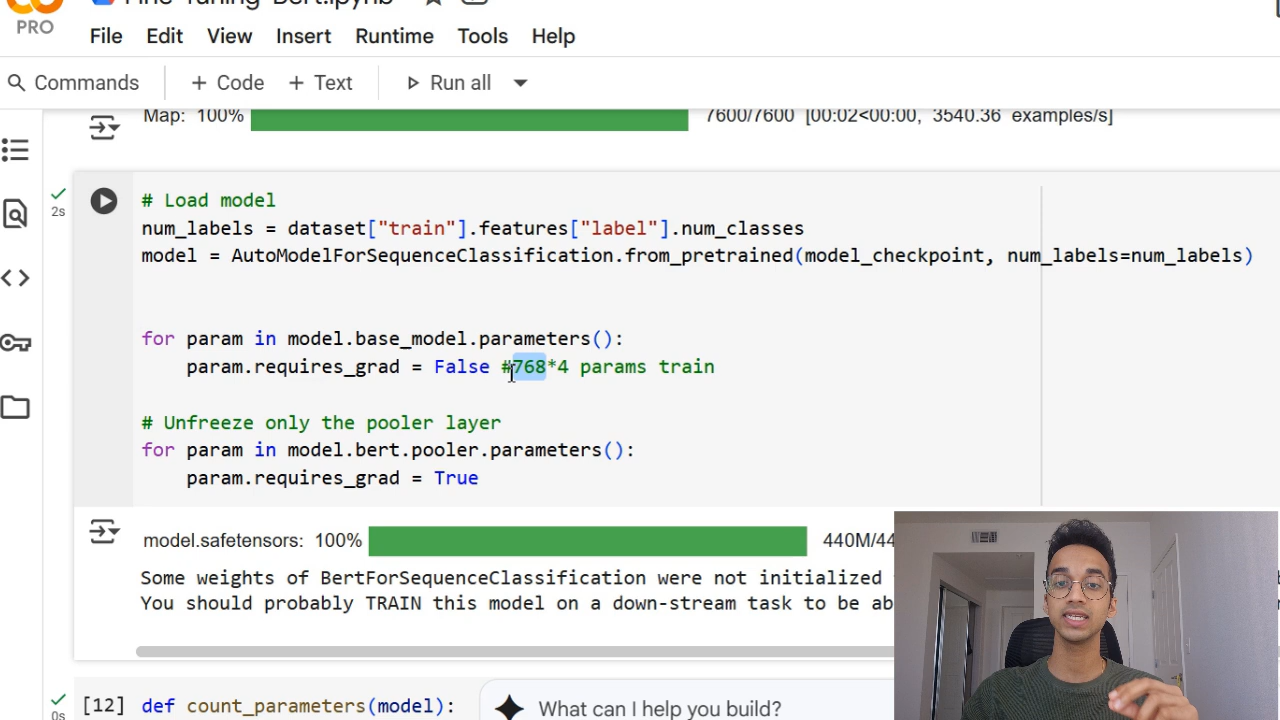 Fine-Tuning Bert.ipynb
PRO
File Edit View Insert Runtime Tools Help
Commands + Code + Text Run all
Map: 100% 7600/7600 [00:02<00:00, 3540.36 examples/s]
2s
# Load model
num_labels = dataset["train"].features["label"].num_classes
model = AutoModelForSequenceClassification.from_pretrained(model_checkpoint, num_labels=num_labels)
for param in model.base_model.parameters():
param.requires_grad = False #768*4 params train
# Unfreeze only the pooler layer
for param in model.bert.pooler.parameters():
param.requires_grad = True
model.safetensors: 100% 440M/44
Some weights of BertForSequenceClassification were not initialized
You should probably TRAIN this model on a down-stream task to be ab
0s
[12] def count_parameters(model):
What can I help you build?